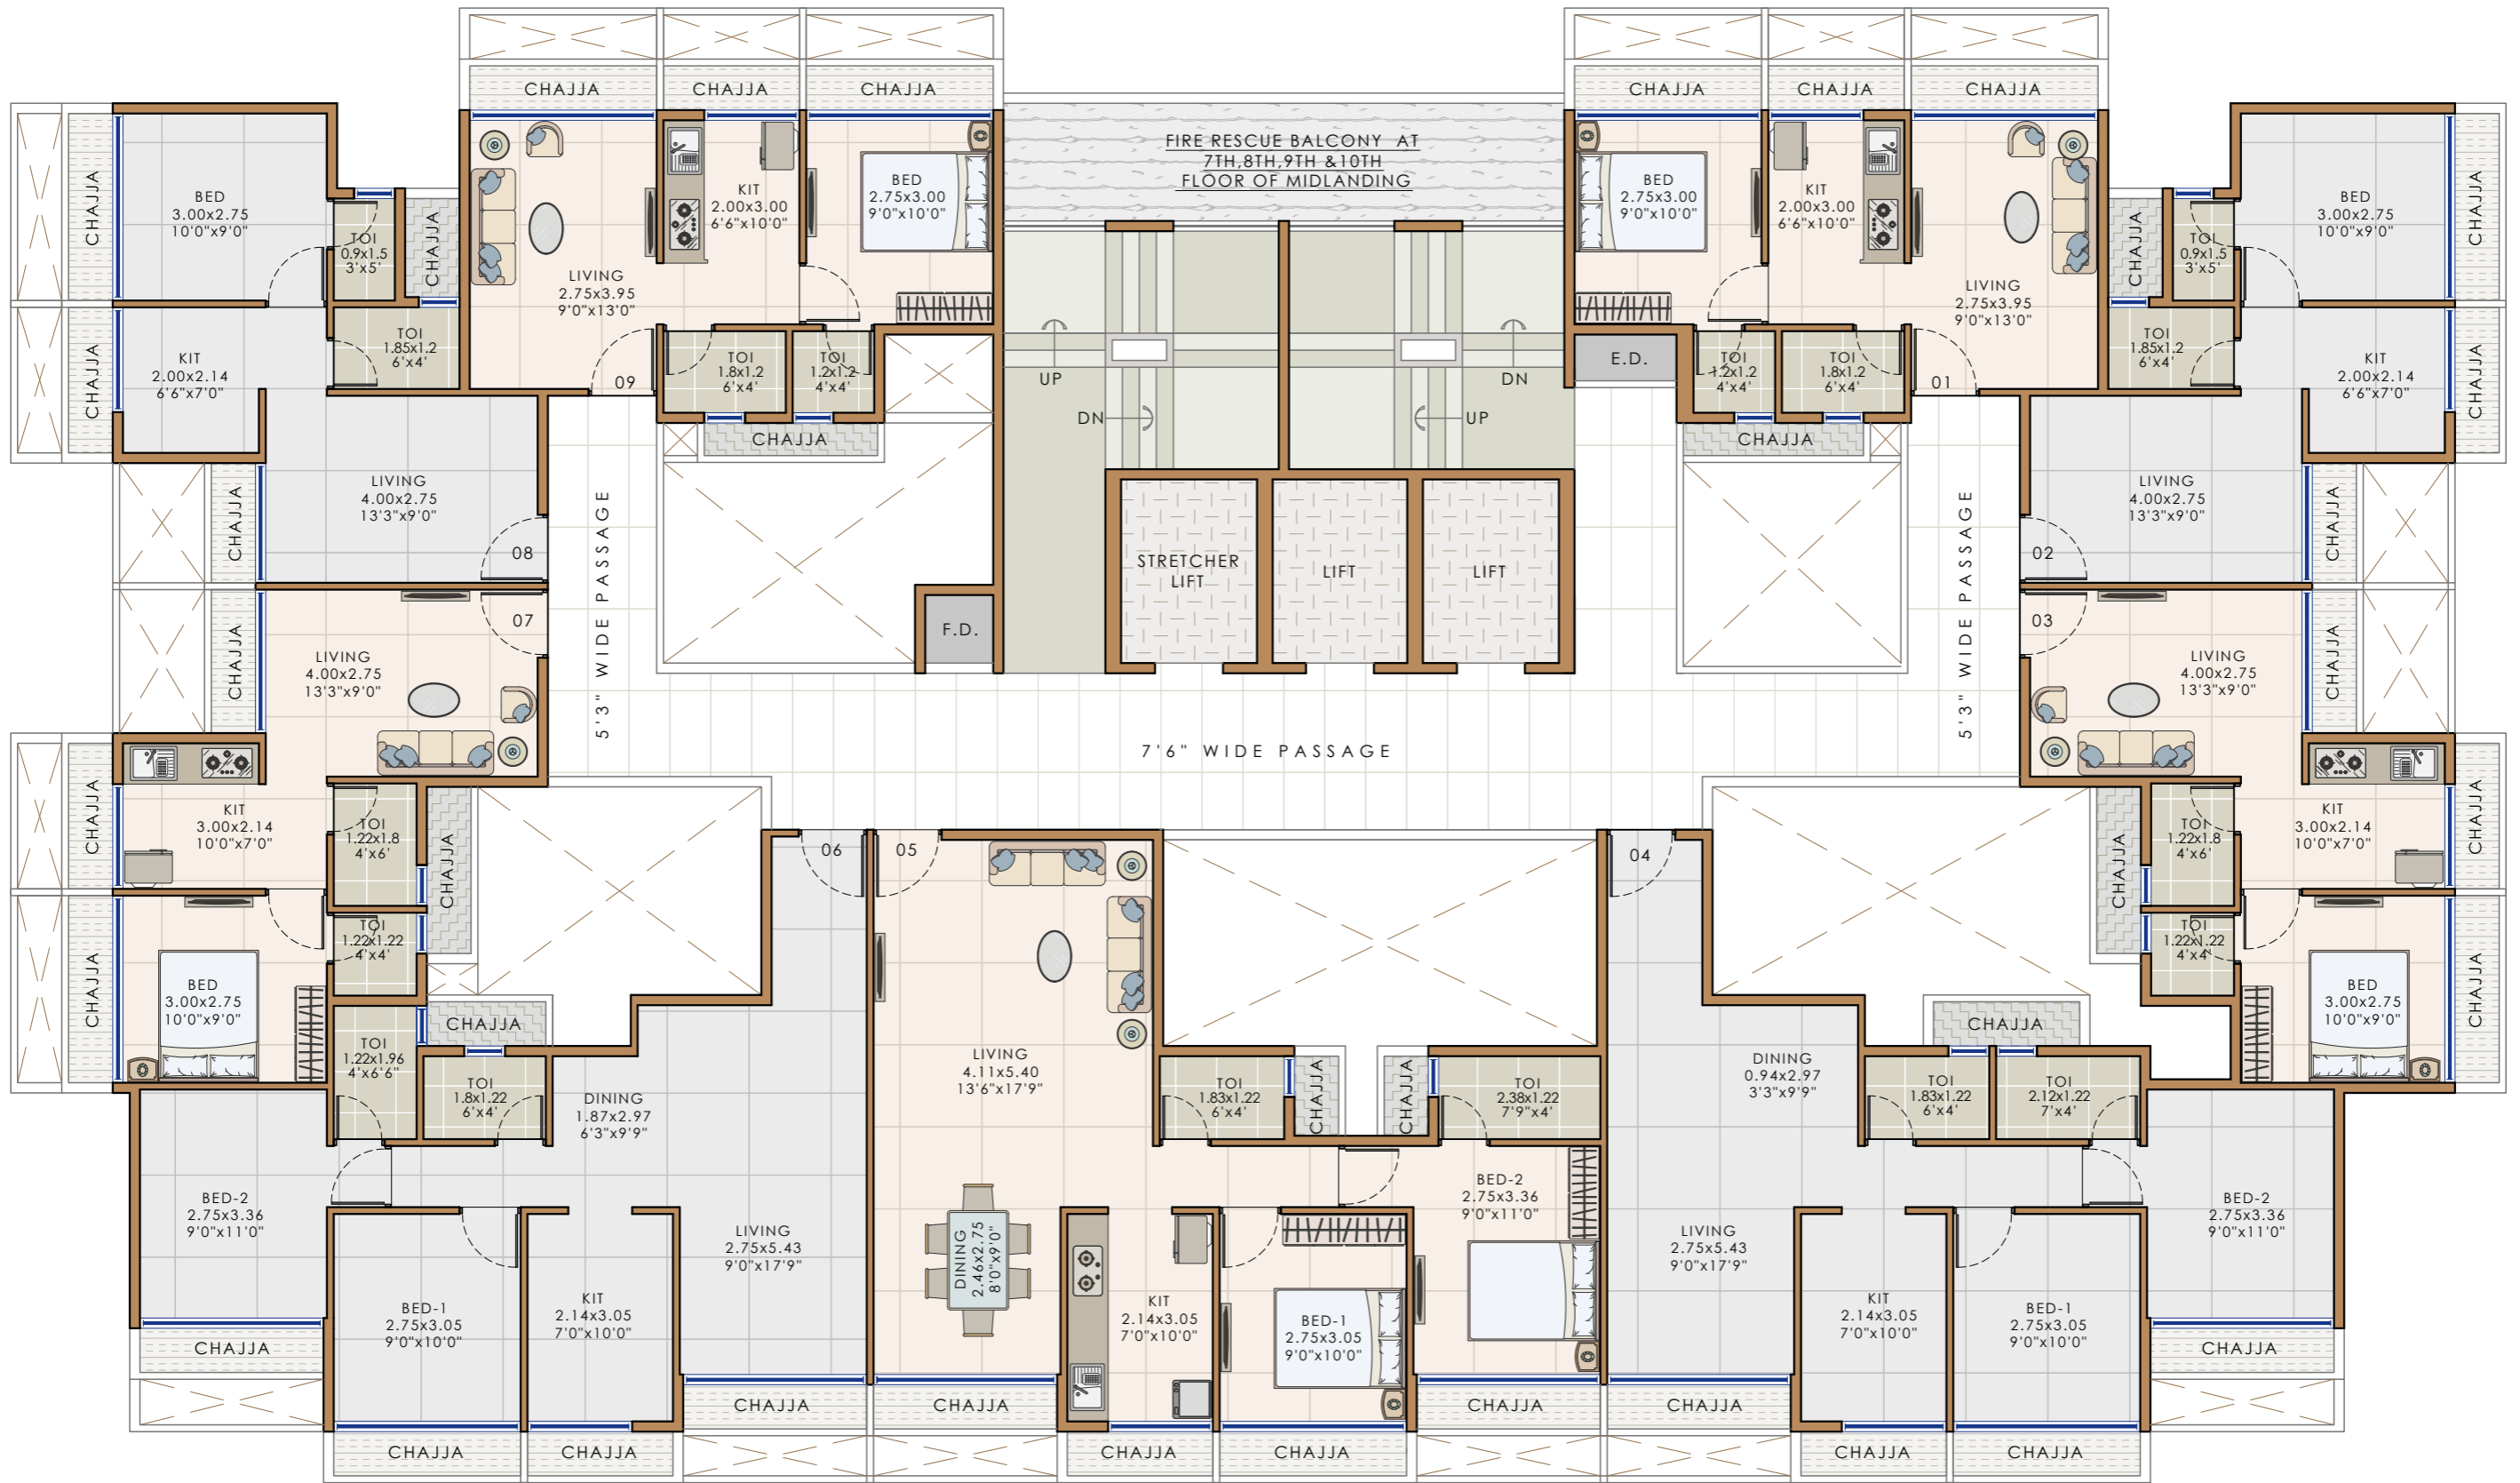 CHAJJA
CHAJJA
CHAJJA
CHAJJA
CHAJJA
CHAJJA
FIRE RESCUE BALCONY AT
7TH,8TH,9TH &10TH
FLOOR OF MIDLANDING
CHAJJA
BED
3.00x2.75
10'0"x9'0"
TOI
0.9x1.5
3'x5'
CHAJJA
LIVING
2.75x3.95
9'0"x13'0"
KIT
2.00x3.00
6'6"x10'0"
BED
2.75x3.00
9'0"x10'0"
BED
2.75x3.00
9'0"x10'0"
KIT
2.00x3.00
6'6"x10'0"
LIVING
2.75x3.95
9'0"x13'0"
CHAJJA
TOI
0.9x1.5
3'x5'
BED
3.00x2.75
10'0"x9'0"
CHAJJA
CHAJJA
KIT
2.00x2.14
6'6"x7'0"
TOI
1.85x1.2
6'x4'
09
TOI
1.8x1.2
6'x4'
TOI
1.2x1.2
4'x4'
UP
DN
DN
UP
E.D.
TOI
1.2x1.2
4'x4'
TOI
1.8x1.2
6'x4'
01
TOI
1.85x1.2
6'x4'
KIT
2.00x2.14
6'6"x7'0"
CHAJJA
CHAJJA
CHAJJA
CHAJJA
LIVING
4.00x2.75
13'3"x9'0"
08
5'3" WIDE PASSAGE
STRETCHER
LIFT
LIFT
LIFT
5'3" WIDE PASSAGE
LIVING
4.00x2.75
13'3"x9'0"
02
CHAJJA
CHAJJA
07
LIVING
4.00x2.75
13'3"x9'0"
F.D.
03
LIVING
4.00x2.75
13'3"x9'0"
CHAJJA
7'6" WIDE PASSAGE
CHAJJA
KIT
3.00x2.14
10'0"x7'0"
TOI
1.22x1.8
4'x6'
CHAJJA
06
05
04
CHAJJA
TOI
1.22x1.8
4'x6'
KIT
3.00x2.14
10'0"x7'0"
CHAJJA
CHAJJA
BED
3.00x2.75
10'0"x9'0"
TOI
1.22x1.22
4'x4'
TOI
1.22x1.22
4'x4'
BED
3.00x2.75
10'0"x9'0"
CHAJJA
TOI
1.22x1.96
4'x6'6"
CHAJJA
TOI
1.8x1.22
6'x4'
DINING
1.87x2.97
6'3"x9'9"
LIVING
4.11x5.40
13'6"x17'9"
TOI
1.83x1.22
6'x4'
CHAJJA
CHAJJA
TOI
2.38x1.22
7'9"x4'
DINING
0.94x2.97
3'3"x9'9"
CHAJJA
TOI
1.83x1.22
6'x4'
TOI
2.12x1.22
7'x4'
BED-2
2.75x3.36
9'0"x11'0"
LIVING
2.75x5.43
9'0"x17'9"
DINING
2.46x2.75
8'0"x9'0"
BED-2
2.75x3.36
9'0"x11'0"
LIVING
2.75x5.43
9'0"x17'9"
BED-2
2.75x3.36
9'0"x11'0"
BED-1
2.75x3.05
9'0"x10'0"
KIT
2.14x3.05
7'0"x10'0"
KIT
2.14x3.05
7'0"x10'0"
BED-1
2.75x3.05
9'0"x10'0"
KIT
2.14x3.05
7'0"x10'0"
BED-1
2.75x3.05
9'0"x10'0"
CHAJJA
CHAJJA
CHAJJA
CHAJJA
CHAJJA
CHAJJA
CHAJJA
CHAJJA
CHAJJA
CHAJJA
CHAJJA
CHAJJA